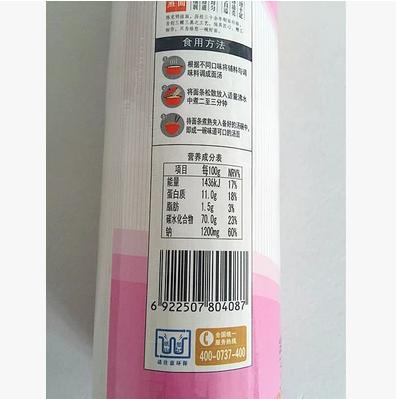 食用方法
根据不同口味将辅料与调
味料调成面汤
将面条松散放入适量沸水
中煮二至三分钟
待面条煮熟夹入备好的汤碗中，
即成一碗味道可口的汤面
营养成分表
项目 每100g NRV%
能量 1436kJ 17%
蛋白质 11.0g 18%
脂肪 1.5g 3%
碳水化合物 70.0g 23%
钠 1200mg 60%
6 922507 804087
请注意环保
全国统一
服务热线
400-0737-400